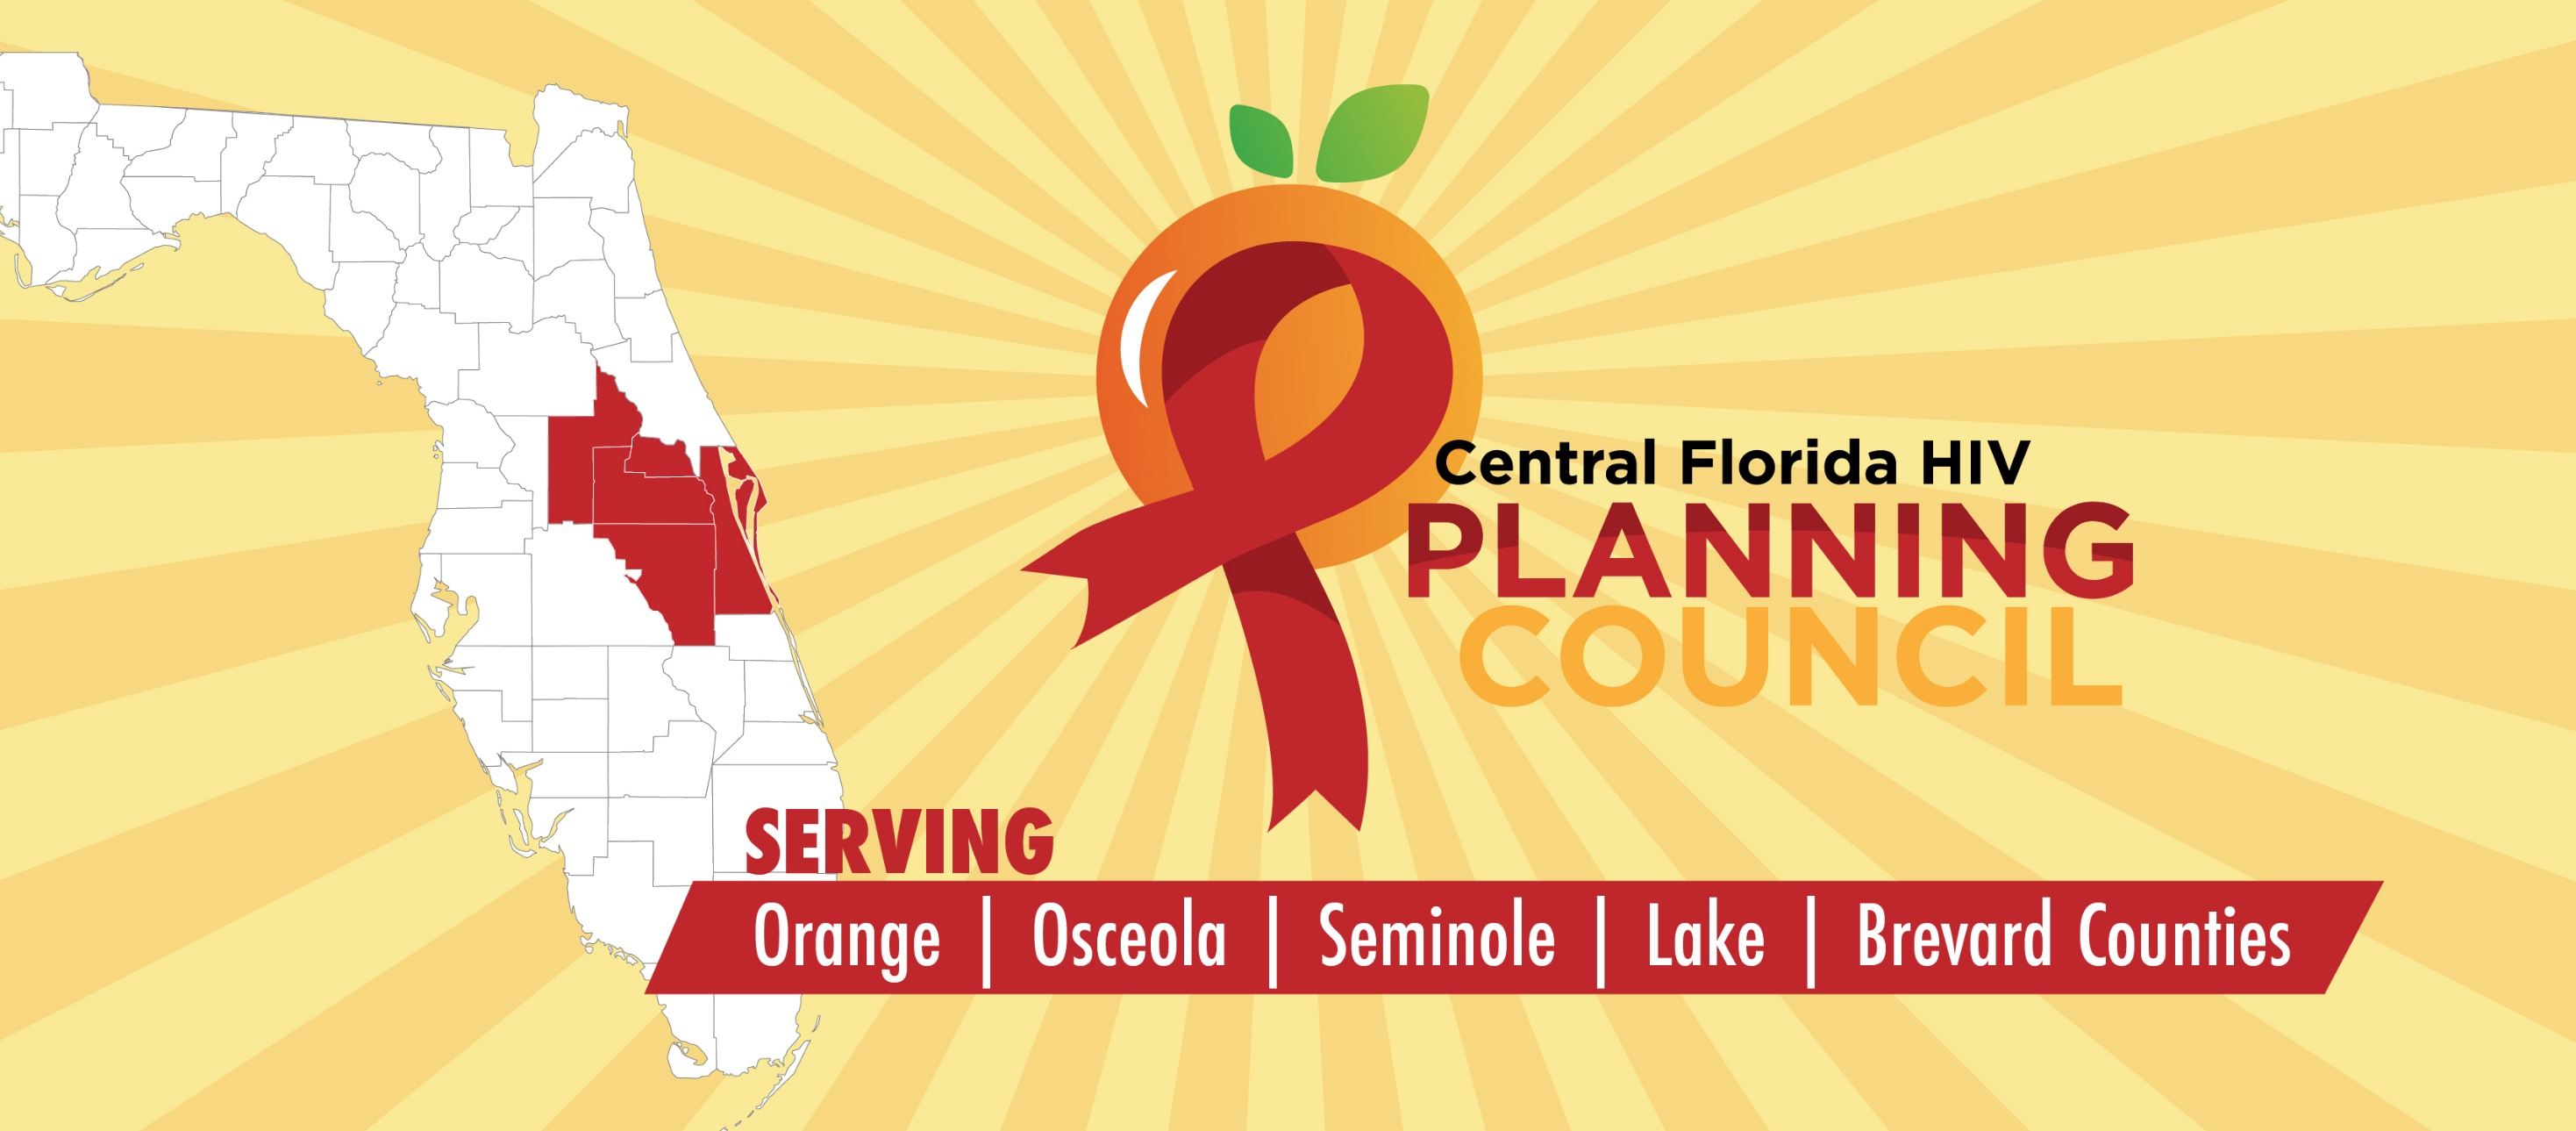 Central Florida HIV
PLANNING
COUNCIL
SERVING
Orange | Osceola | Seminole | Lake | Brevard Counties